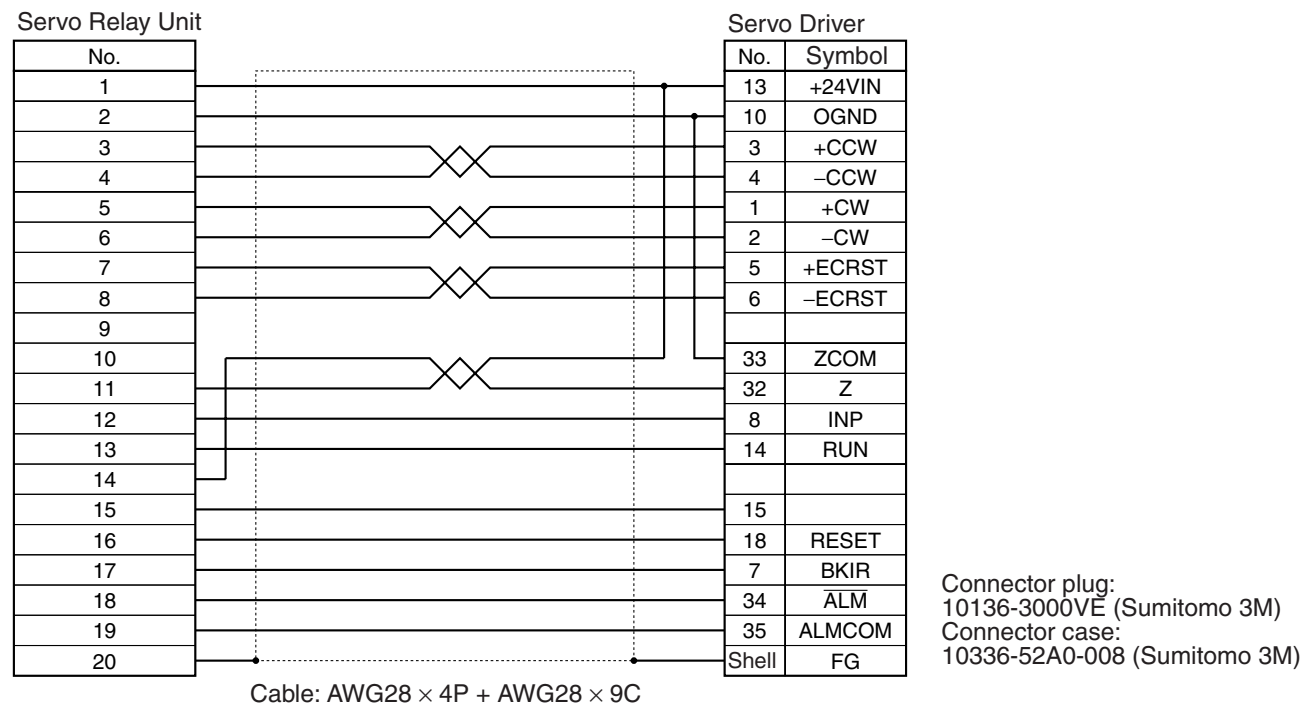 Servo Relay Unit Servo Driver
No. No. Symbol
1 13 +24VIN
2 10 OGND
3 3 +CCW
4 4 −CCW
5 1 +CW
6 2 −CW
7 5 +ECRST
8 6 −ECRST
9
10 33 ZCOM
11 32 Z
12 8 INP
13 14 RUN
14
15 15
16 18 RESET
17 7 BKIR
18 34 A̅L̅M̅
19 35 ALMCOM
20 Shell FG
Cable: AWG28 × 4P + AWG28 × 9C
Connector plug:
10136-3000VE (Sumitomo 3M)
Connector case:
10336-52A0-008 (Sumitomo 3M)